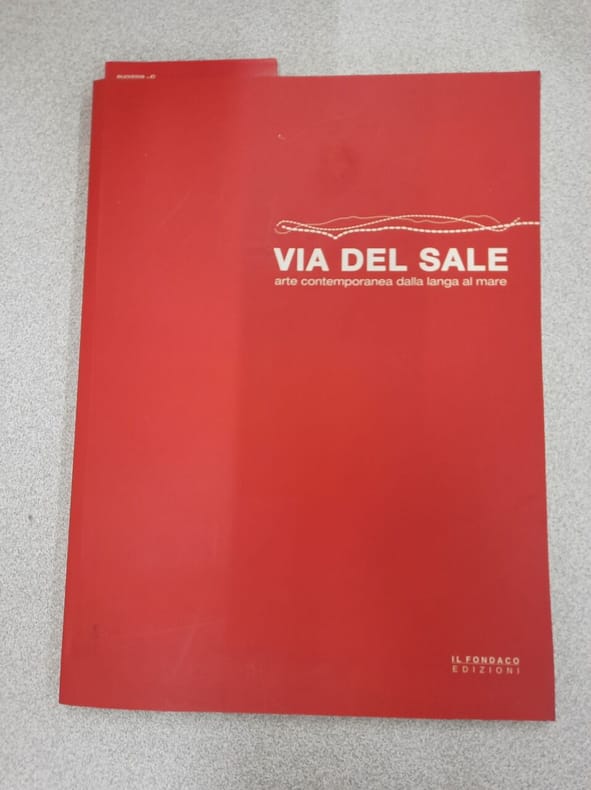 VIA DEL SALE
arte contemporanea dalla langa al mare
IL FONDACO
EDIZIONI